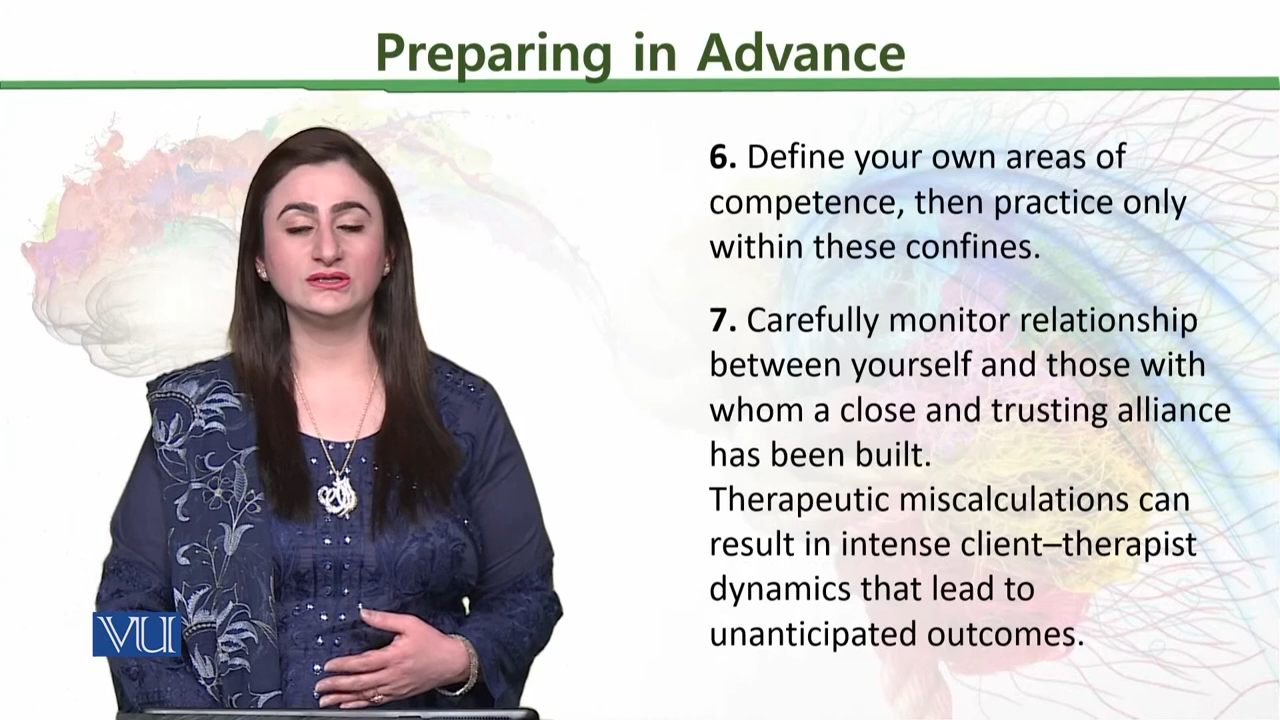 Preparing in Advance
6. Define your own areas of
competence, then practice only
within these confines.
7. Carefully monitor relationship
between yourself and those with
whom a close and trusting alliance
has been built.
Therapeutic miscalculations can
result in intense client–therapist
dynamics that lead to
unanticipated outcomes.
VU